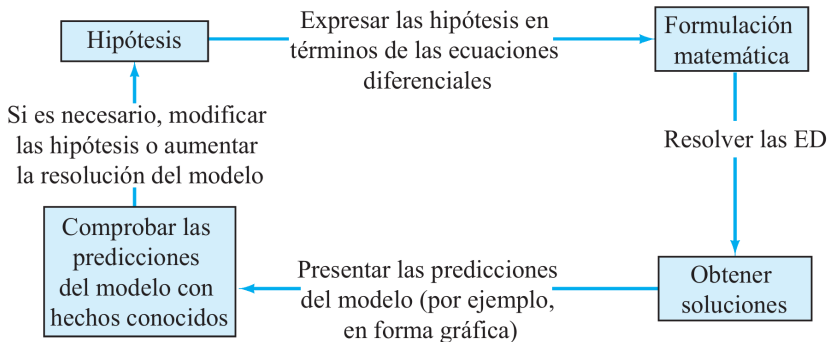 Hipótesis
Expresar las hipótesis en
términos de las ecuaciones
diferenciales
Formulación
matemática
Resolver las ED
Obtener
soluciones
Presentar las predicciones
del modelo (por ejemplo,
en forma gráfica)
Comprobar las
predicciones
del modelo con
hechos conocidos
Si es necesario, modificar
las hipótesis o aumentar
la resolución del modelo